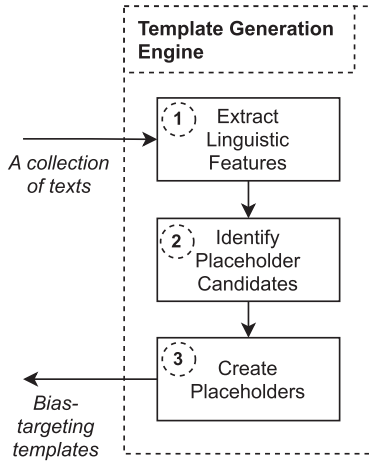 Template Generation
Engine
1
Extract
Linguistic
Features
A collection
of texts
2
Identify
Placeholder
Candidates
3
Create
Placeholders
Bias-
targeting
templates